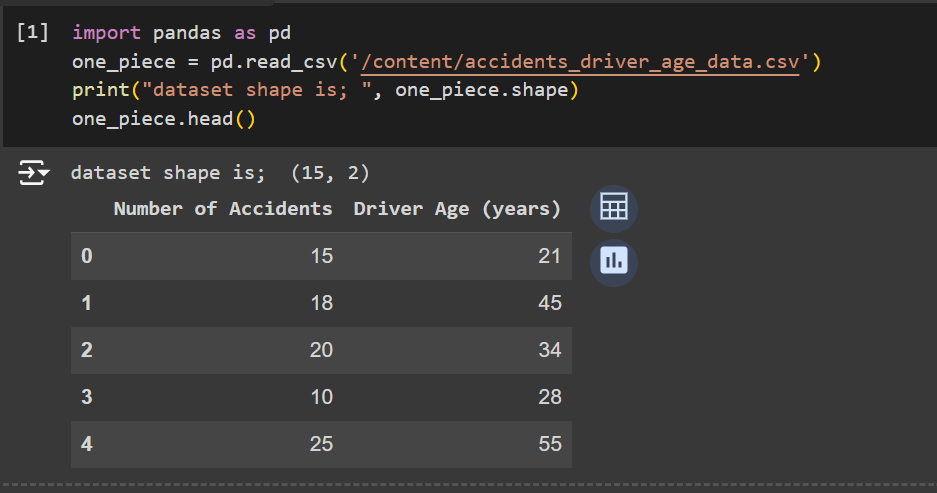 [1] import pandas as pd
one_piece = pd.read_csv('/content/accidents_driver_age_data.csv')
print("dataset shape is; ", one_piece.shape)
one_piece.head()
dataset shape is;  (15, 2)
Number of Accidents Driver Age (years)
0 15 21
1 18 45
2 20 34
3 10 28
4 25 55